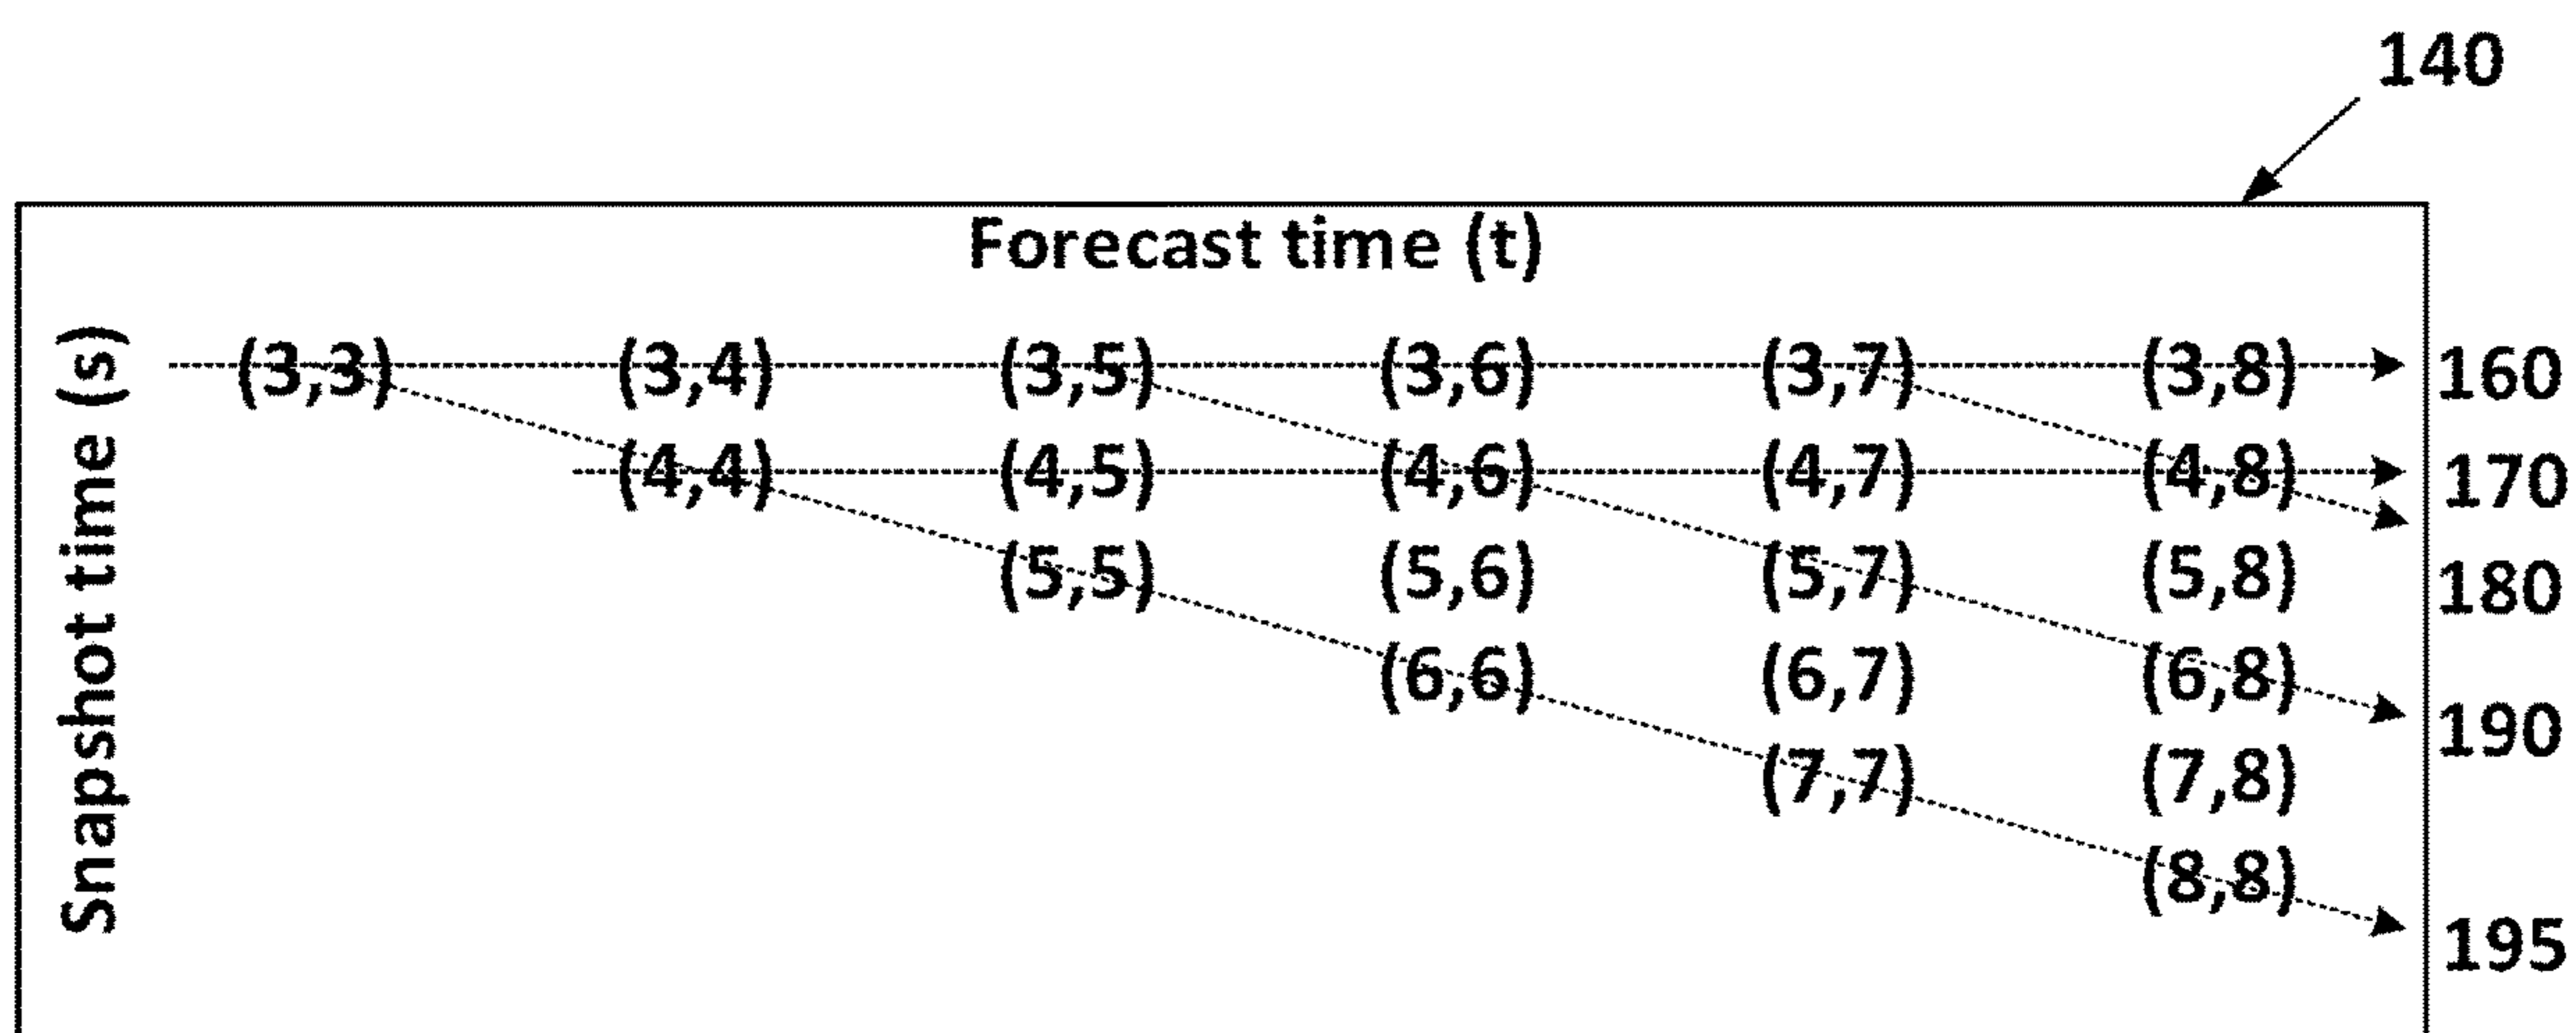 140
Forecast time (t)
Snapshot time (s)
(3,3) (3,4) (3,5) (3,6) (3,7) (3,8) 160
(4,4) (4,5) (4,6) (4,7) (4,8) 170
(5,5) (5,6) (5,7) (5,8) 180
(6,6) (6,7) (6,8) 190
(7,7) (7,8)
(8,8)
195